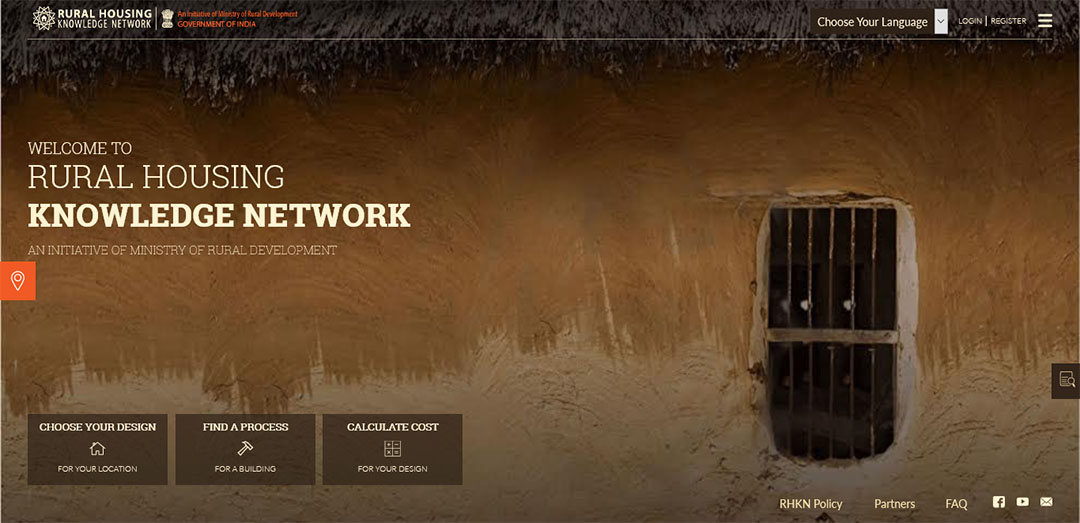 RURAL HOUSING
KNOWLEDGE NETWORK
An Initiative of Ministry of Rural Development
GOVERNMENT OF INDIA
Choose Your Language
LOGIN | REGISTER
WELCOME TO
RURAL HOUSING
KNOWLEDGE NETWORK
AN INITIATIVE OF MINISTRY OF RURAL DEVELOPMENT
CHOOSE YOUR DESIGN
FOR YOUR LOCATION
FIND A PROCESS
FOR A BUILDING
CALCULATE COST
FOR YOUR DESIGN
RHKN Policy Partners FAQ